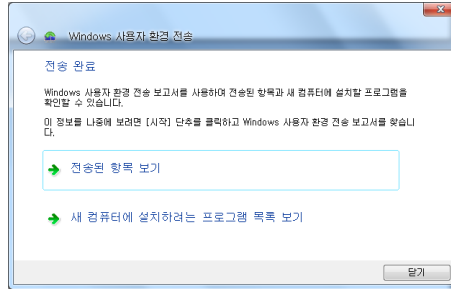 Windows 사용자 환경 전송
전송 완료
Windows 사용자 환경 전송 보고서를 사용하여 전송된 항목과 새 컴퓨터에 설치할 프로그램을
확인할 수 있습니다.
이 정보를 나중에 보려면 [시작] 단추를 클릭하고 Windows 사용자 환경 전송 보고서를 찾습니
다.
전송된 항목 보기
새 컴퓨터에 설치하려는 프로그램 목록 보기
닫기